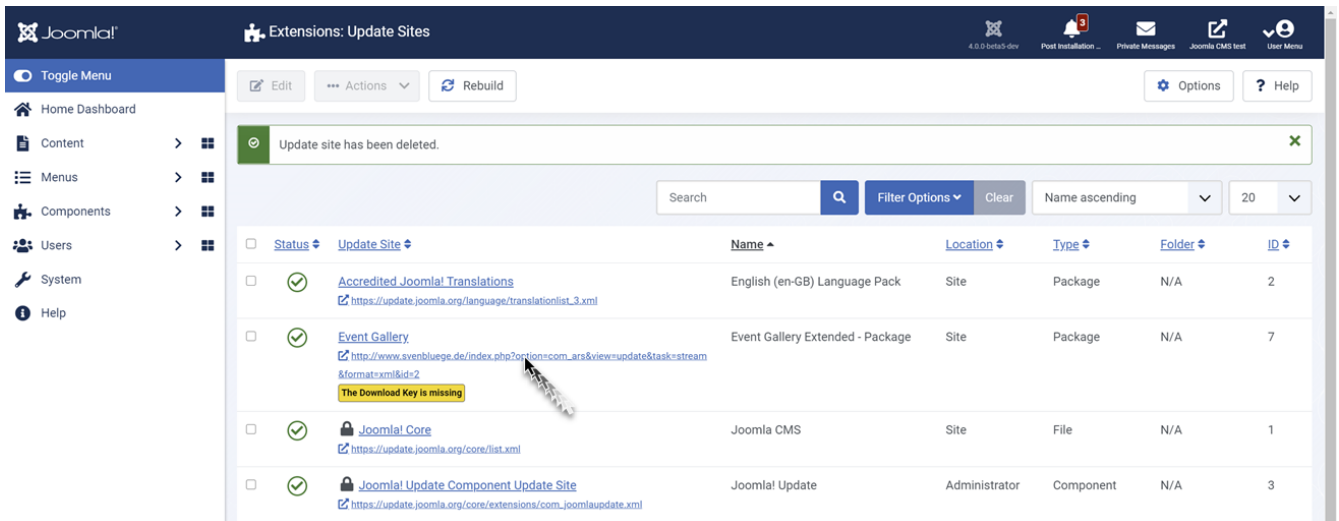 Joomla!
Extensions: Update Sites
4.0.0-beta5-dev
3
Post Installation ...
Private Messages
Joomla CMS test
User Menu
Toggle Menu
Home Dashboard
Content
Menus
Components
Users
System
Help
Edit
Actions
Rebuild
Options
? Help
Update site has been deleted.
Search
Filter Options
Clear
Name ascending
20
Status Update Site Name Location Type Folder ID
Accredited Joomla! Translations English (en-GB) Language Pack Site Package N/A 2
https://update.joomla.org/language/translationlist_3.xml
Event Gallery Event Gallery Extended - Package Site Package N/A 7
http://www.svenbluege.de/index.php?option=com_ars&view=update&task=stream
&format=xml&id=2
The Download Key is missing
Joomla! Core Joomla CMS Site File N/A 1
https://update.joomla.org/core/list.xml
Joomla! Update Component Update Site Joomla! Update Administrator Component N/A 3
https://update.joomla.org/core/extensions/com_joomlaupdate.xml